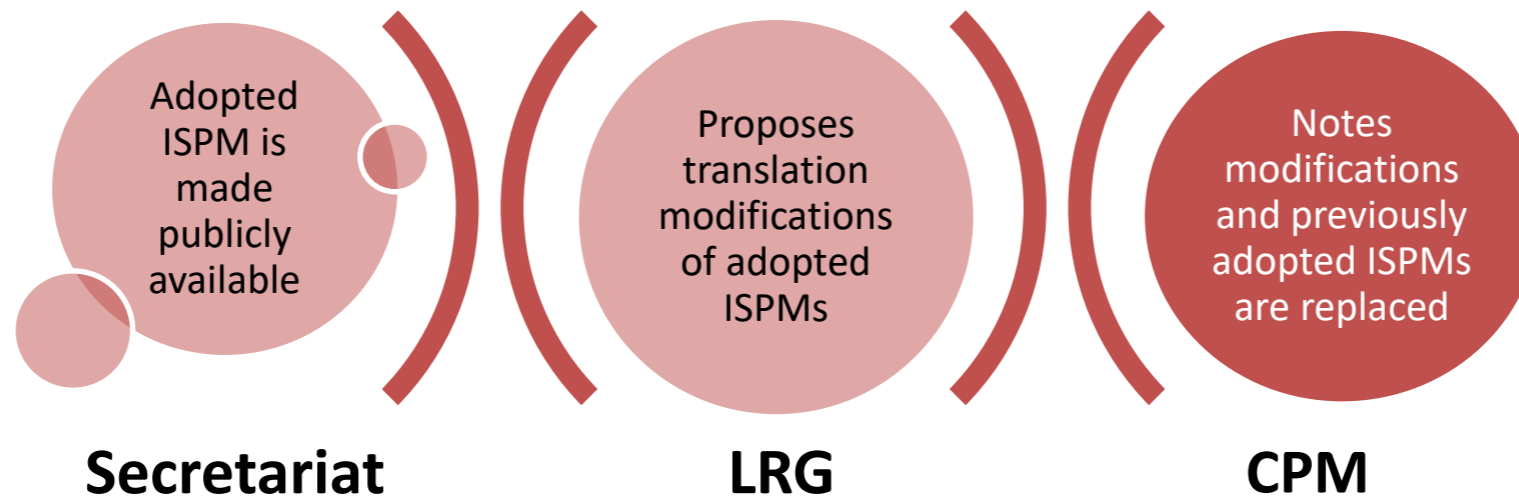 Adopted
ISPM is
made
publicly
available
Proposes
translation
modifications
of adopted
ISPMs
Notes
modifications
and previously
adopted ISPMs
are replaced
Secretariat
LRG
CPM